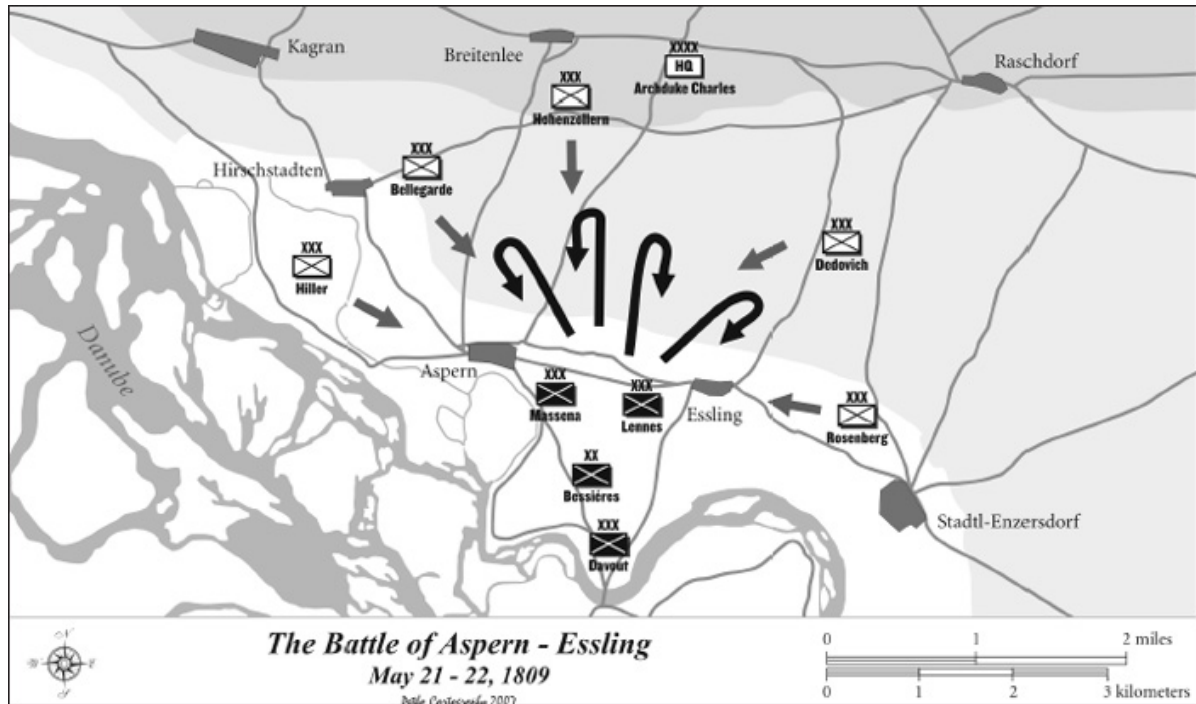 Kagran
Breitenlee
XXXX
HQ
Archduke Charles
Raschdorf
XXX
Hohenzollern
Hirschstadten
XXX
Bellegarde
XXX
Hiller
XXX
Dedovich
Danube
Aspern
XXX
Massena
XXX
Lennes
Essling
XXX
Rosenberg
XX
Bessiéres
XXX
Davout
Stadtl-Enzersdorf
N
W
E
S
The Battle of Aspern - Essling
May 21 - 22, 1809
0 1 2 miles
0 1 2 3 kilometers